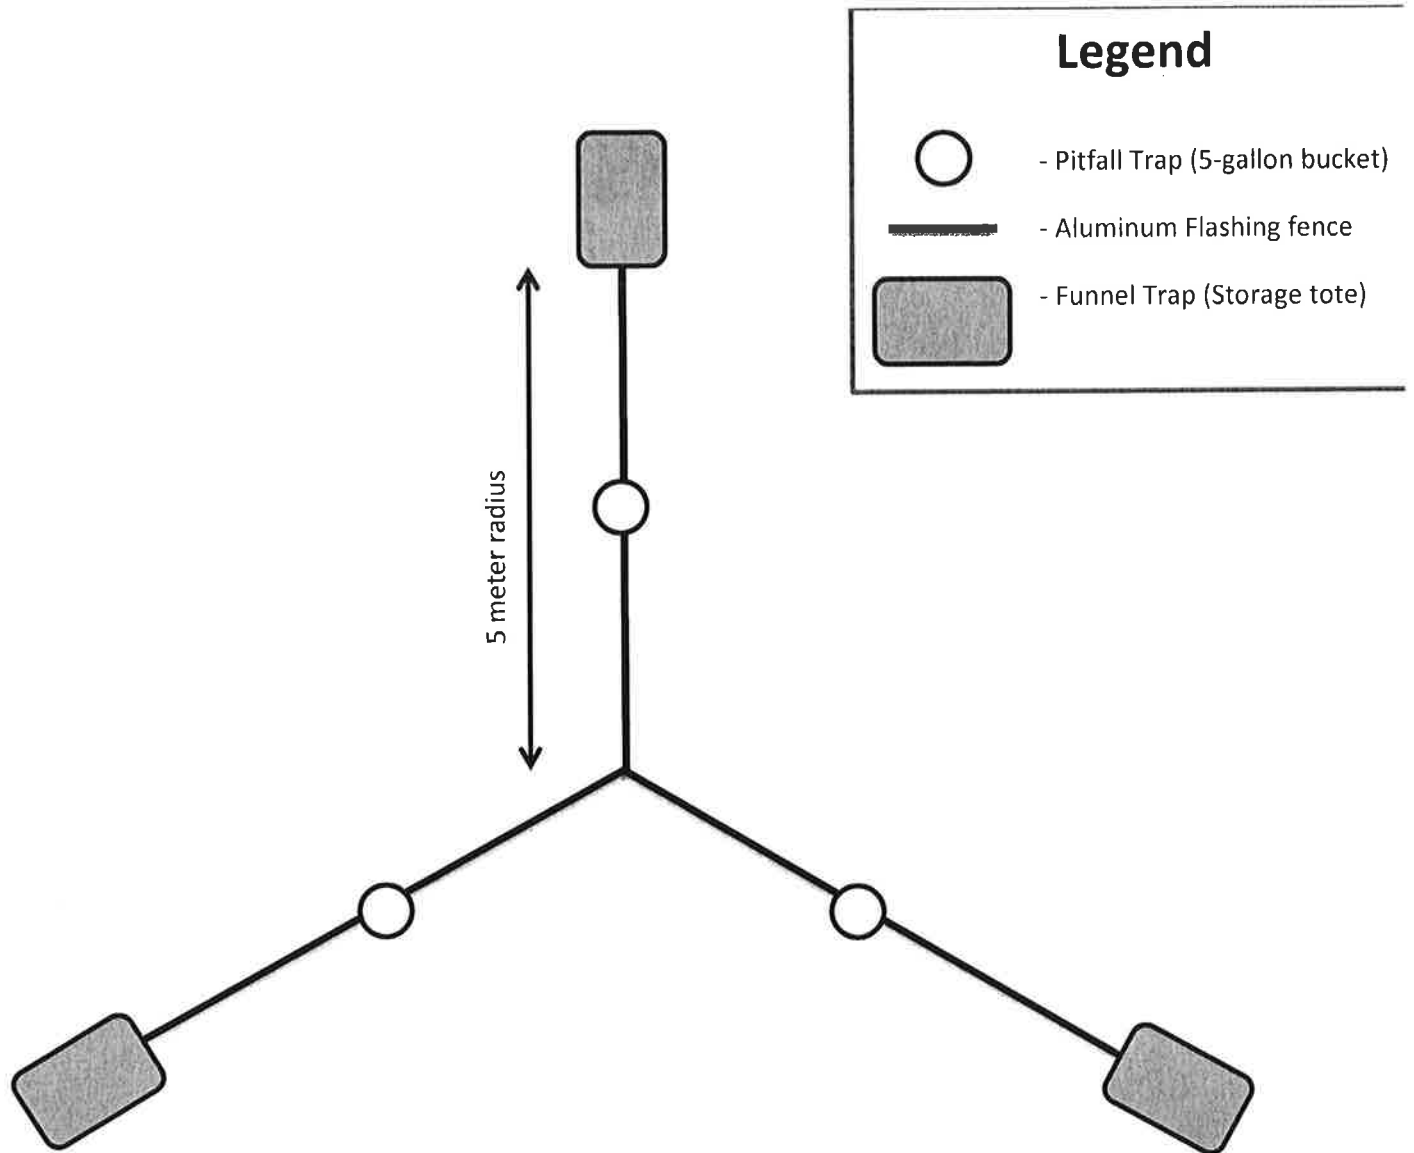 Legend
- Pitfall Trap (5-gallon bucket)
- Aluminum Flashing fence
- Funnel Trap (Storage tote)
5 meter radius